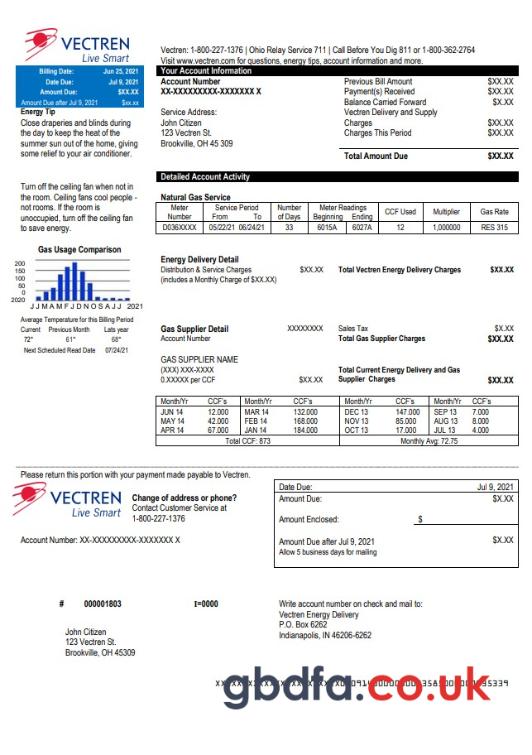 VECTREN
Live Smart
Vectren: 1-800-227-1376 | Ohio Relay Service 711 | Call Before You Dig 811 or 1-800-362-2764
Visit www.vectren.com for questions, energy tips, account information and more.
Billing Date: Jun 25, 2021
Date Due: Jul 9, 2021
Amount Due: $XX.XX
Amount Due after Jul 9, 2021 $xx.xx
Energy Tip
Close draperies and blinds during
the day to keep the heat of the
summer sun out of the home, giving
some relief to your air conditioner.
Turn off the ceiling fan when not in
the room. Ceiling fans cool people -
not rooms. If the room is
unoccupied, turn off the ceiling fan
to save energy.
Gas Usage Comparison
200
150
100
50
0
2020 J J M A M F J D N O S A J 2021
Average Temperature for this Billing Period
Current Previous Month Lats year
72° 61° 68°
Next Scheduled Read Date 07/24/21
Your Account Information
Account Number
XX-XXXXXXXXX-XXXXXXX X
Service Address:
John Citizen
123 Vectren St.
Brookville, OH 45 309
Previous Bill Amount $XX.XX
Payment(s) Received $XX.XX
Balance Carried Forward $X.XX
Vectren Delivery and Supply
Charges $XX.XX
Charges This Period $XX.XX
Total Amount Due $XX.XX
Detailed Account Activity
Natural Gas Service
Meter Number Service Period From To Number of Days Meter Readings Beginning Ending CCF Used Multiplier Gas Rate
D036XXXX 05/22/21 06/24/21 33 6015A 6027A 12 1,000000 RES 315
Energy Delivery Detail
Distribution & Service Charges $XX.XX Total Vectren Energy Delivery Charges $XX.XX
(includes a Monthly Charge of $XX.XX)
Gas Supplier Detail XXXXXXXX Sales Tax $X.XX
Account Number Total Gas Supplier Charges $XX.XX
GAS SUPPLIER NAME
(XXX) XXX-XXXX Total Current Energy Delivery and Gas
0.XXXXX per CCF $XX.XX Supplier Charges $XX.XX
Month/Yr CCF's Month/Yr CCF's Month/Yr CCF's Month/Yr CCF's
JUN 14 12.000 MAR 14 132.000 DEC 13 147.000 SEP 13 7.000
MAY 14 42.000 FEB 14 168.000 NOV 13 85.000 AUG 13 8.000
APR 14 67.000 JAN 14 184.000 OCT 13 17.000 JUL 13 4.000
Total CCF: 873 Monthly Avg: 72.75
Please return this portion with your payment made payable to Vectren.
VECTREN
Live Smart
Change of address or phone?
Contact Customer Service at
1-800-227-1376
Account Number: XX-XXXXXXXXX-XXXXXXX X
Date Due: Jul 9, 2021
Amount Due: $X.XX
Amount Enclosed: $
Amount Due after Jul 9, 2021 $X.XX
Allow 5 business days for mailing
# 000001803 I=0000
John Citizen
123 Vectren St.
Brookville, OH 45309
Write account number on check and mail to:
Vectren Energy Delivery
P.O. Box 6262
Indianapolis, IN 46206-6262
gbdfa.co.uk